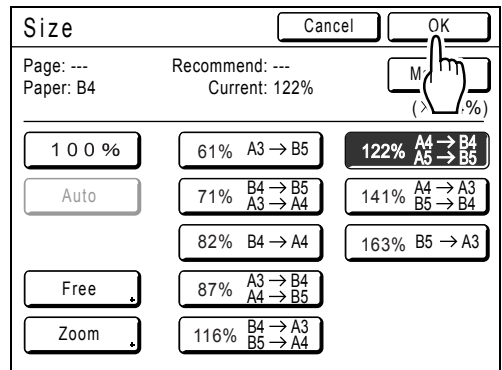 Size
Cancel
OK
Page: ---
Recommend: ---
Paper: B4
Current: 122%
%)
100%
61% A3 → B5
122% A4 → B4
A5 → B5
Auto
71% B4 → B5
A3 → A4
141% A4 → A3
B5 → B4
82% B4 → A4
163% B5 → A3
Free
87% A3 → B4
A4 → B5
Zoom
116% B4 → A3
B5 → A4